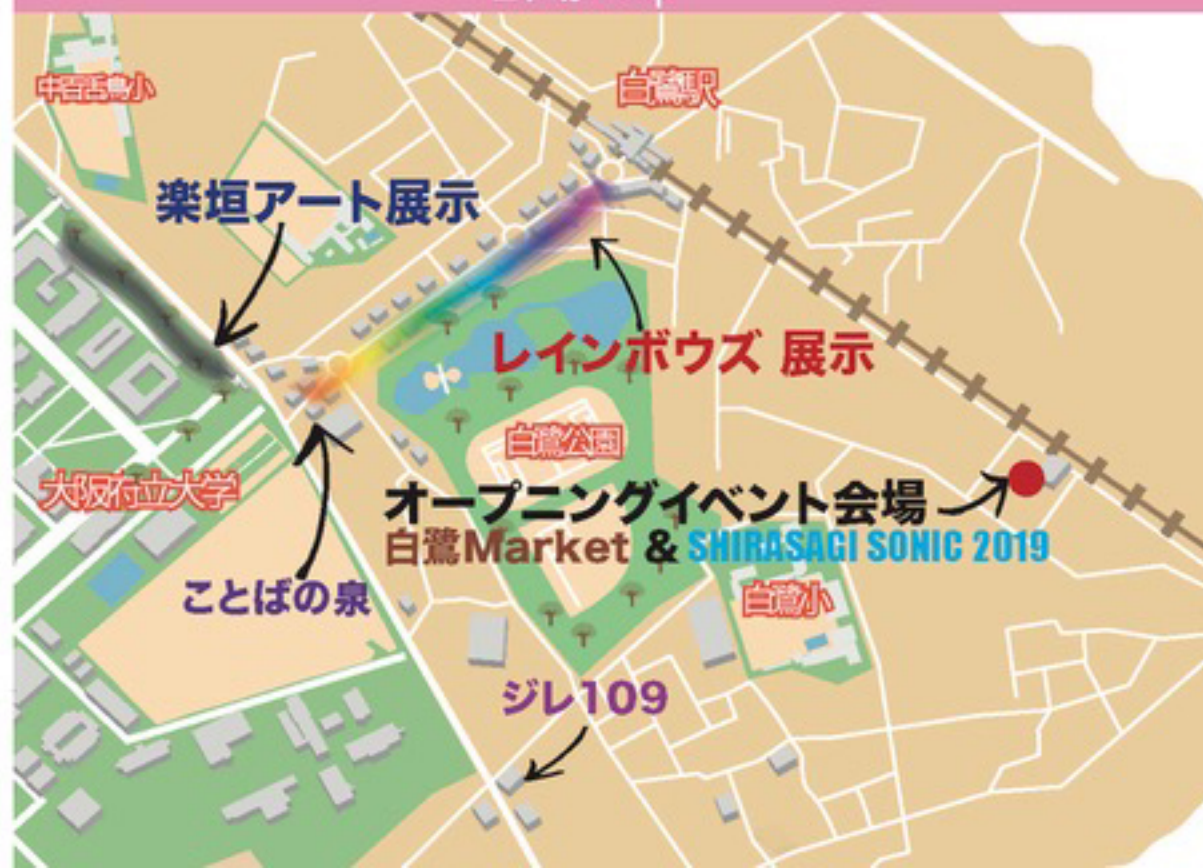 中百舌鳥小
白鷺駅
楽垣アート展示
レインボウズ 展示
白鷺公園
大阪府立大学
オープニングイベント会場
白鷺Market & SHIRASAGI SONIC 2019
ことばの泉
白鷺小
ジレ109